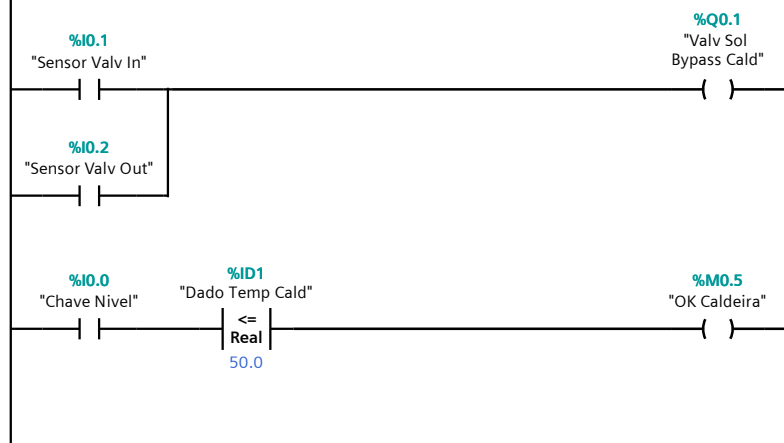 %Q0.1
"Valv Sol
Bypass Cald"
%I0.1
"Sensor Valv In"
%I0.2
"Sensor Valv Out"
%I0.0
"Chave Nivel"
%ID1
"Dado Temp Cald"
<=
Real
50.0
%M0.5
"OK Caldeira"